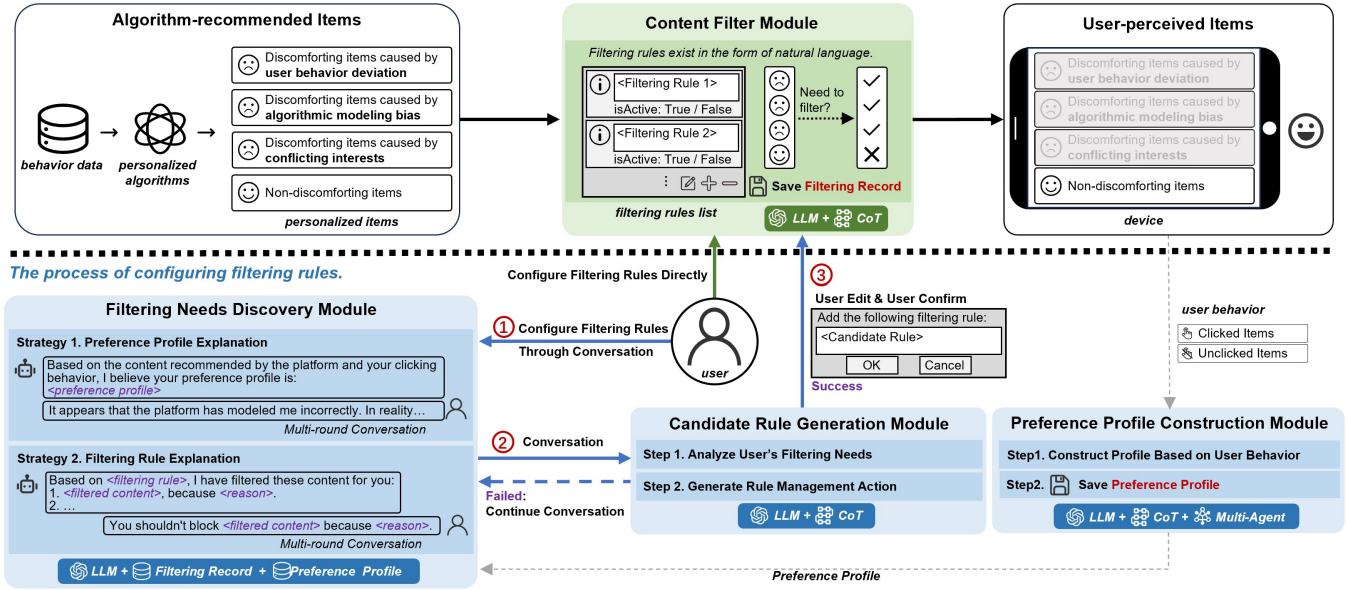 Algorithm-recommended Items
behavior data
personalized
algorithms
Discomforting items caused by
user behavior deviation
Discomforting items caused by
algorithmic modeling bias
Discomforting items caused by
conflicting interests
Non-discomforting items
personalized items
Content Filter Module
Filtering rules exist in the form of natural language.
<Filtering Rule 1>
isActive: True / False
<Filtering Rule 2>
isActive: True / False
filtering rules list
Need to
filter?
Save Filtering Record
LLM + CoT
User-perceived Items
Discomforting items caused by
user behavior deviation
Discomforting items caused by
algorithmic modeling bias
Discomforting items caused by
conflicting interests
Non-discomforting items
device
The process of configuring filtering rules.
Filtering Needs Discovery Module
Strategy 1. Preference Profile Explanation
Based on the content recommended by the platform and your clicking
behavior, I believe your preference profile is:
<preference profile>
It appears that the platform has modeled me incorrectly. In reality…
Multi-round Conversation
Strategy 2. Filtering Rule Explanation
Based on <filtering rule>, I have filtered these content for you:
1. <filtered content>, because <reason>.
2. …
You shouldn't block <filtered content> because <reason>.
Multi-round Conversation
LLM + Filtering Record + Preference Profile
Configure Filtering Rules Directly
1 Configure Filtering Rules
Through Conversation
user
2 Conversation
Failed:
Continue Conversation
3
User Edit & User Confirm
Add the following filtering rule:
<Candidate Rule>
OK
Cancel
Success
Candidate Rule Generation Module
Step 1. Analyze User's Filtering Needs
Step 2. Generate Rule Management Action
LLM + CoT
user behavior
Clicked Items
Unclicked Items
Preference Profile Construction Module
Step1. Construct Profile Based on User Behavior
Step2. Save Preference Profile
LLM + CoT + Multi-Agent
Preference Profile